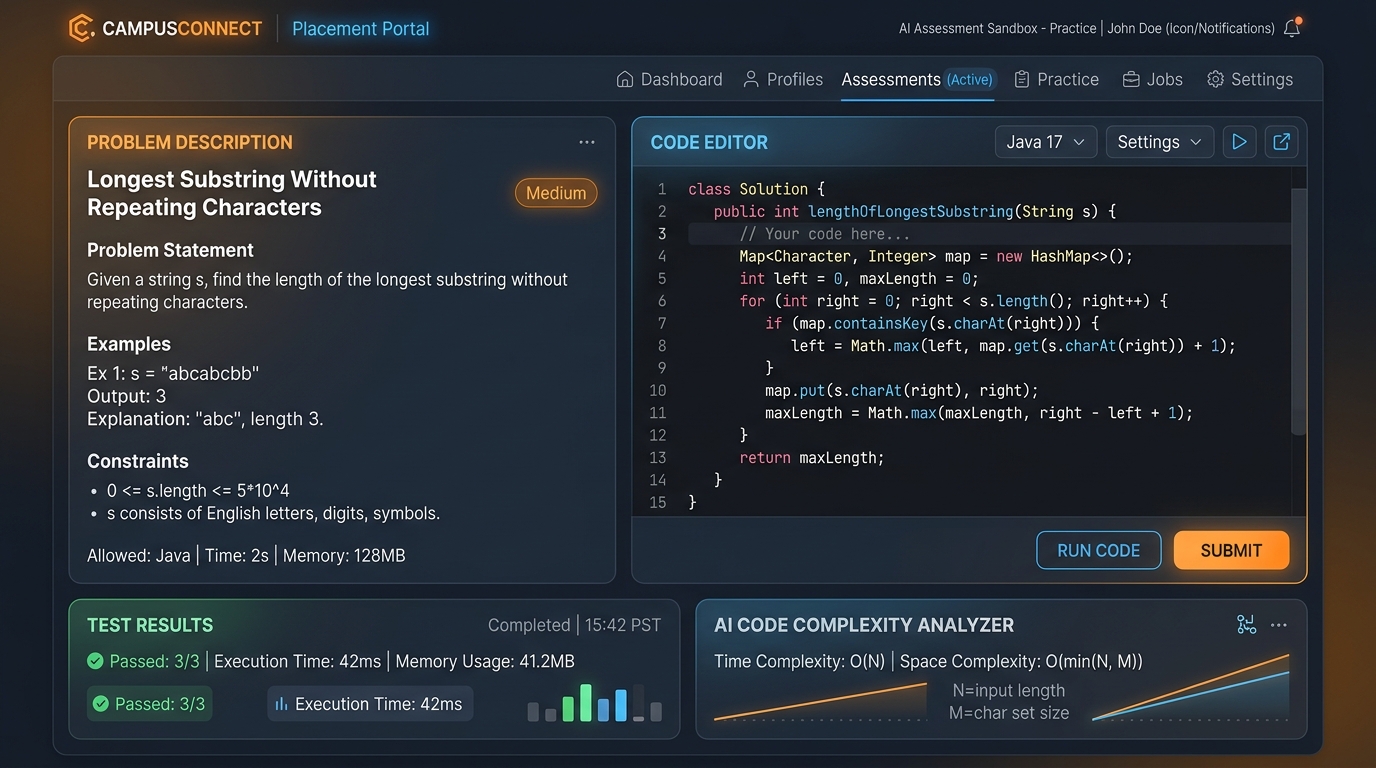 CAMPUSCONNECT
Placement Portal
AI Assessment Sandbox - Practice | John Doe (Icon/Notifications)
Dashboard
Profiles
Assessments (Active)
Practice
Jobs
Settings
PROBLEM DESCRIPTION
Longest Substring Without
Repeating Characters
Medium
Problem Statement
Given a string s, find the length of the longest substring without
repeating characters.
Examples
Ex 1: s = "abcabcbb"
Output: 3
Explanation: "abc", length 3.
Constraints
• 0 <= s.length <= 5*10^4
• s consists of English letters, digits, symbols.
Allowed: Java | Time: 2s | Memory: 128MB
CODE EDITOR
Java 17
Settings
1 class Solution {
2 public int lengthOfLongestSubstring(String s) {
3 // Your code here...
4 Map<Character, Integer> map = new HashMap<>();
5 int left = 0, maxLength = 0;
6 for (int right = 0; right < s.length(); right++) {
7 if (map.containsKey(s.charAt(right))) {
8 left = Math.max(left, map.get(s.charAt(right)) + 1);
9 }
10 map.put(s.charAt(right), right);
11 maxLength = Math.max(maxLength, right - left + 1);
12 }
13 return maxLength;
14 }
15 }
RUN CODE
SUBMIT
TEST RESULTS
Completed | 15:42 PST
Passed: 3/3 | Execution Time: 42ms | Memory Usage: 41.2MB
Passed: 3/3
Execution Time: 42ms
AI CODE COMPLEXITY ANALYZER
Time Complexity: O(N) | Space Complexity: O(min(N, M))
N=input length
M=char set size